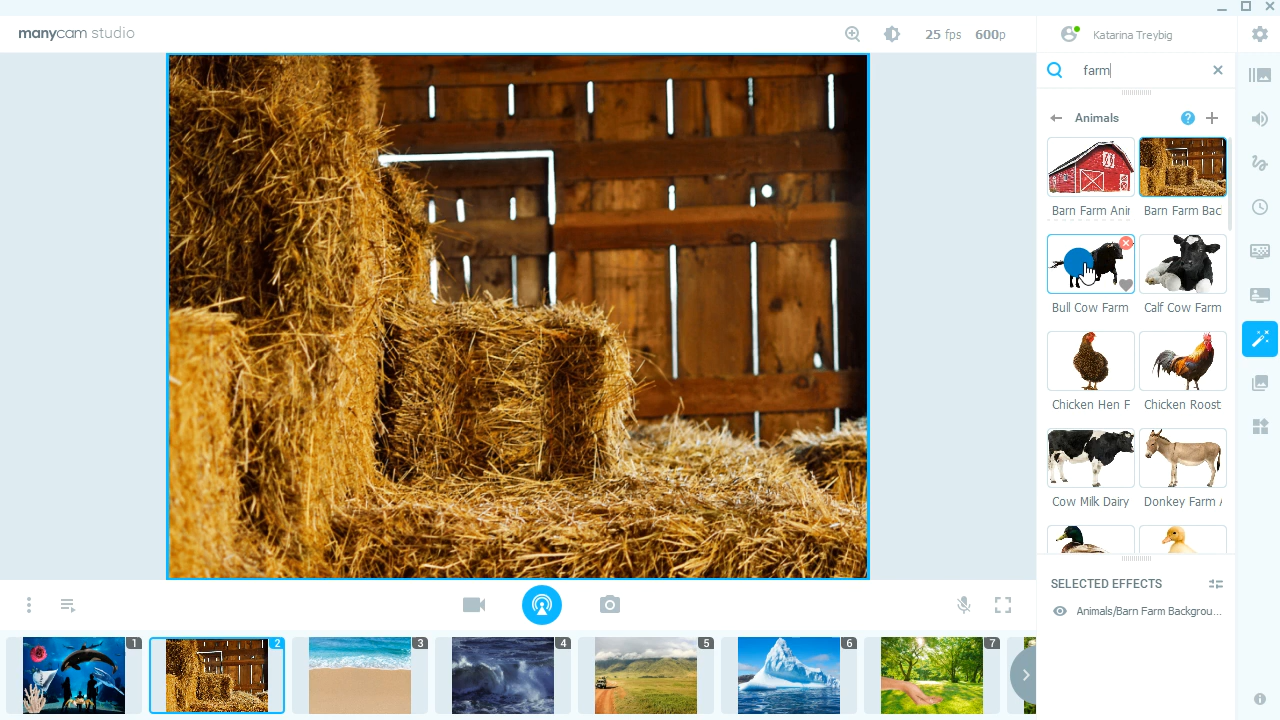 manycam studio
25 fps 600p
Katarina Treybig
farm
Animals
?
Barn Farm Anir
Barn Farm Bac
Bull Cow Farm
Calf Cow Farm
Chicken Hen F
Chicken Roost
Cow Milk Dairy
Donkey Farm
SELECTED EFFECTS
Animals/Barn Farm Backgrou...
1
2
3
4
5
6
7